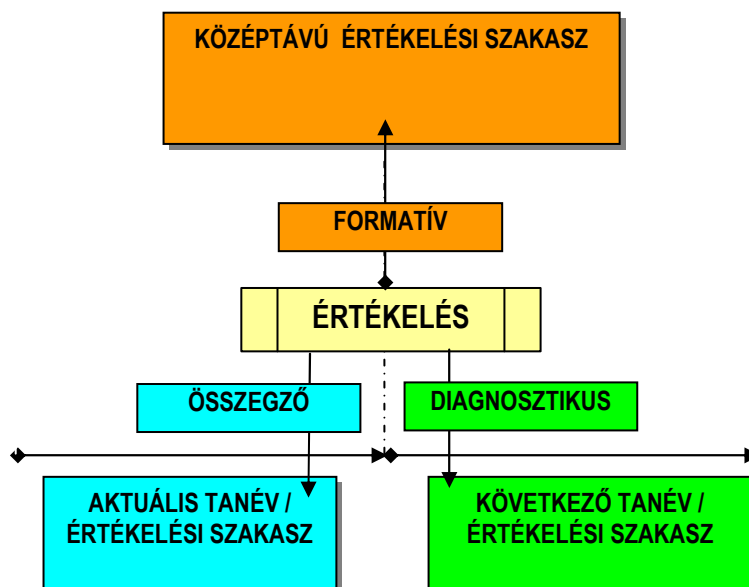 KÖZÉPTÁVÚ ÉRTÉKELÉSI SZAKASZ
FORMATÍV
ÉRTÉKELÉS
ÖSSZEGZŐ
DIAGNOSZTIKUS
AKTUÁLIS TANÉV /
ÉRTÉKELÉSI SZAKASZ
KÖVETKEZŐ TANÉV /
ÉRTÉKELÉSI SZAKASZ